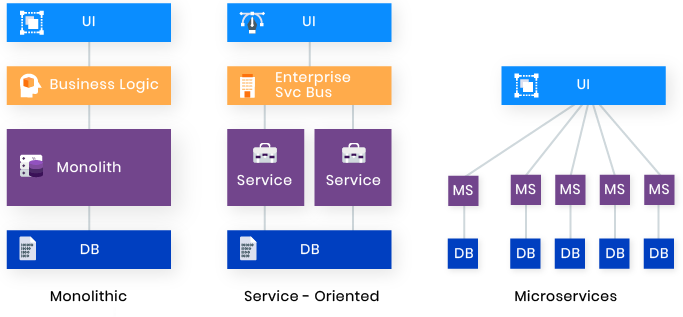 UI
Business Logic
Monolith
DB
Monolithic
UI
Enterprise
Svc Bus
Service
Service
DB
Service - Oriented
UI
MS
MS
MS
MS
MS
DB
DB
DB
DB
DB
Microservices